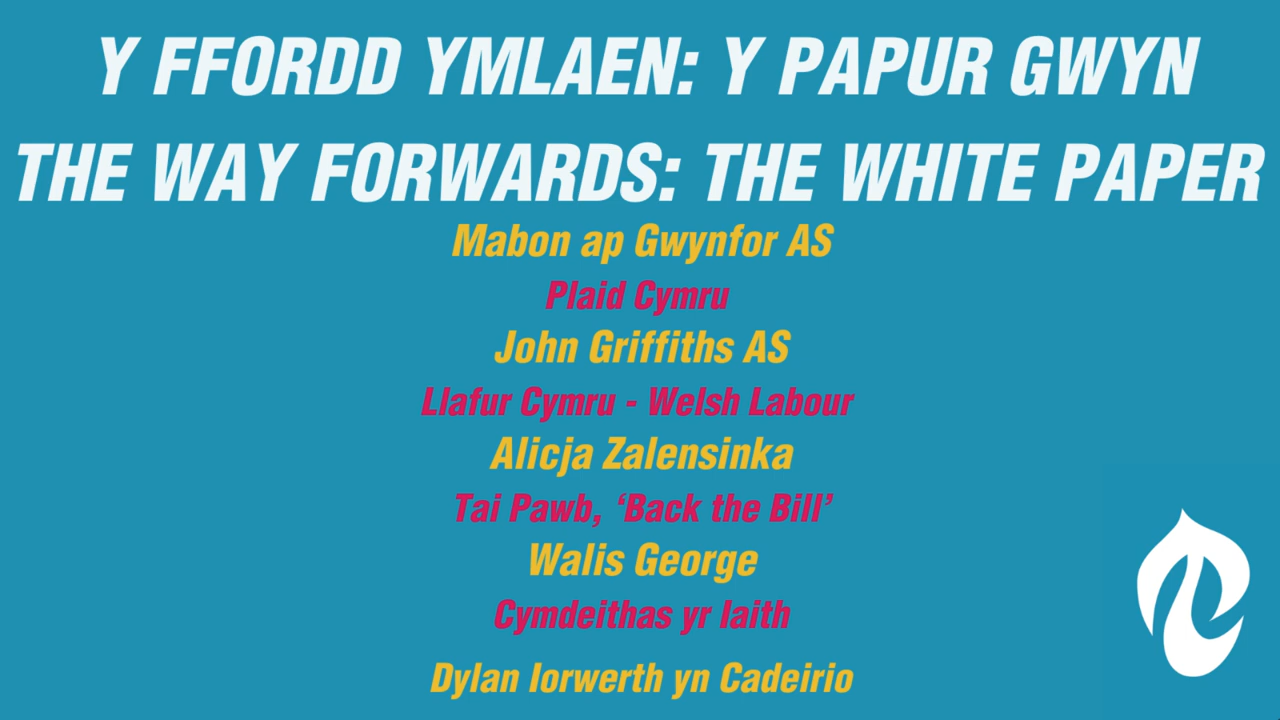 Y FFORDD YMLAEN: Y PAPUR GWYN
THE WAY FORWARDS: THE WHITE PAPER
Mabon ap Gwynfor AS
Plaid Cymru
John Griffiths AS
Llafur Cymru - Welsh Labour
Alicja Zalensinka
Tai Pawb, ‘Back the Bill’
Walis George
Cymdeithas yr Iaith
Dylan Iorwerth yn Cadeirio